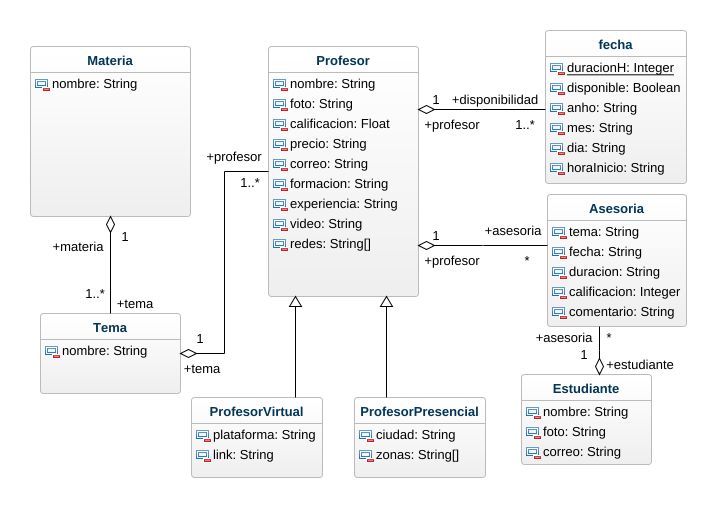 Materia
nombre: String
+materia
1
1..*
+tema
Tema
nombre: String
1
+tema
+profesor
1..*
Profesor
nombre: String
foto: String
calificacion: Float
precio: String
correo: String
formacion: String
experiencia: String
video: String
redes: String[]
1
+disponibilidad
+profesor
1..*
fecha
duracionH: Integer
disponible: Boolean
anho: String
mes: String
dia: String
horaInicio: String
1
+asesoria
+profesor
*
Asesoria
tema: String
fecha: String
duracion: String
calificacion: Integer
comentario: String
+asesoria
*
1
+estudiante
ProfesorVirtual
plataforma: String
link: String
ProfesorPresencial
ciudad: String
zonas: String[]
Estudiante
nombre: String
foto: String
correo: String